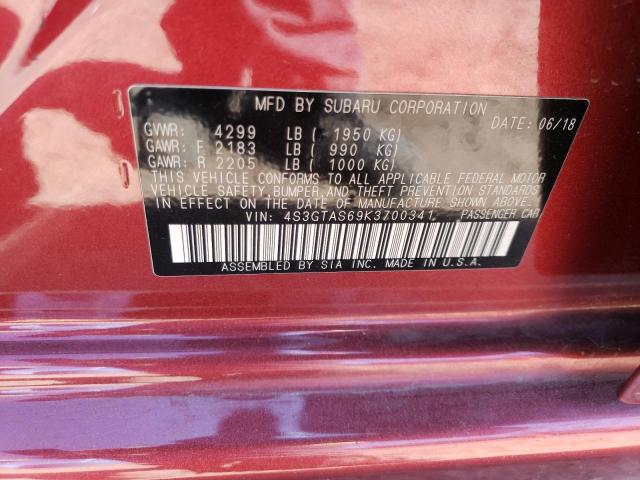 MFD BY SUBARU CORPORATION
DATE: 06/18
GVWR: 4299 LB ( 1950 KG)
GAWR: F 2183 LB ( 990 KG)
GAWR: R 2205 LB ( 1000 KG)
THIS VEHICLE CONFORMS TO ALL APPLICABLE FEDERAL MOTOR
VEHICLE SAFETY, BUMPER, AND THEFT PREVENTION STANDARDS
IN EFFECT ON THE DATE OF MANUFACTURE SHOWN ABOVE.
VIN: 4S3GTAS69K3700341 PASSENGER CAR
ASSEMBLED BY SIA INC. MADE IN U.S.A.